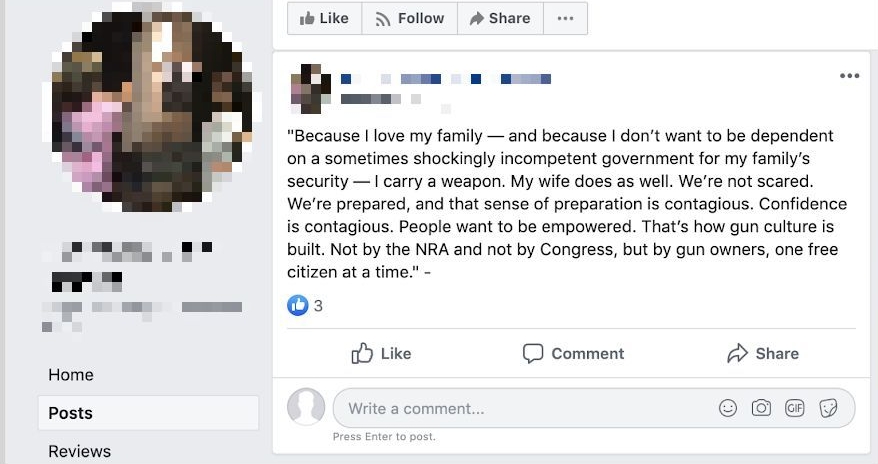 Like Follow Share ...
"Because I love my family — and because I don't want to be dependent
on a sometimes shockingly incompetent government for my family's
security — I carry a weapon. My wife does as well. We're not scared.
We're prepared, and that sense of preparation is contagious. Confidence
is contagious. People want to be empowered. That's how gun culture is
built. Not by the NRA and not by Congress, but by gun owners, one free
citizen at a time." -
3
Like Comment Share
Write a comment...
GIF
Press Enter to post.
Home
Posts
Reviews